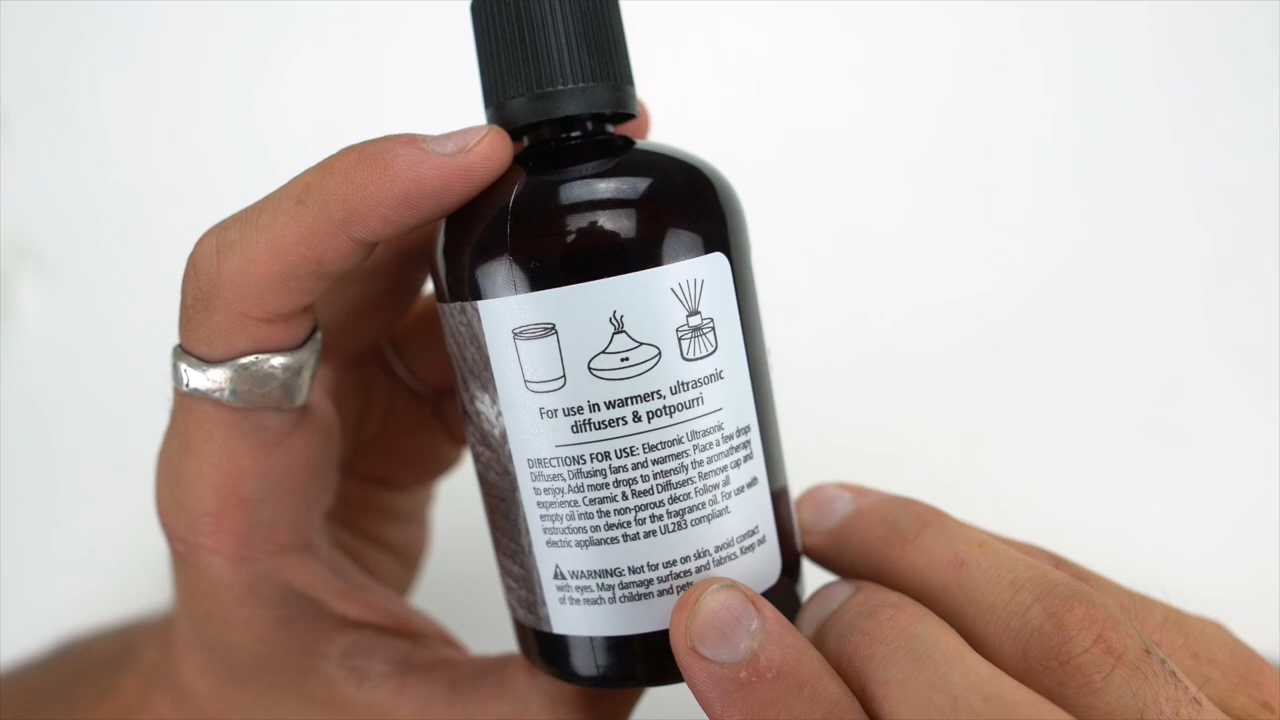 For use in warmers, ultrasonic
diffusers & potpourri
DIRECTIONS FOR USE: Electronic Ultrasonic
Diffusers, Diffusing fans and warmers: Place a few drops
to enjoy. Add more drops to intensify the aromatherapy
experience. Ceramic & Reed Diffusers: Remove cap and
empty oil into the non-porous décor. Follow all
instructions on device for the fragrance oil. For use with
electric appliances that are UL283 compliant.
WARNING: Not for use on skin, avoid contact
with eyes. May damage surfaces and fabrics. Keep out
of the reach of children and pets